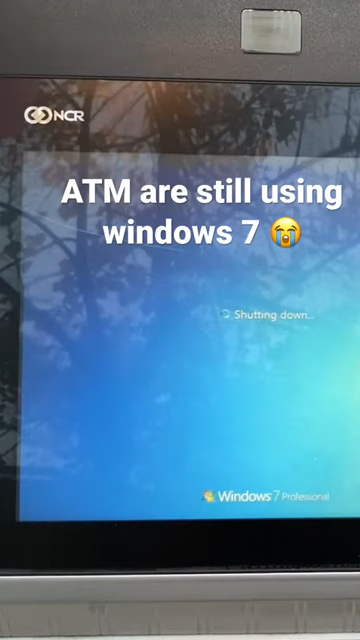 NCR
ATM are still using
windows 7 😭
Shutting down...
Windows 7 Professional